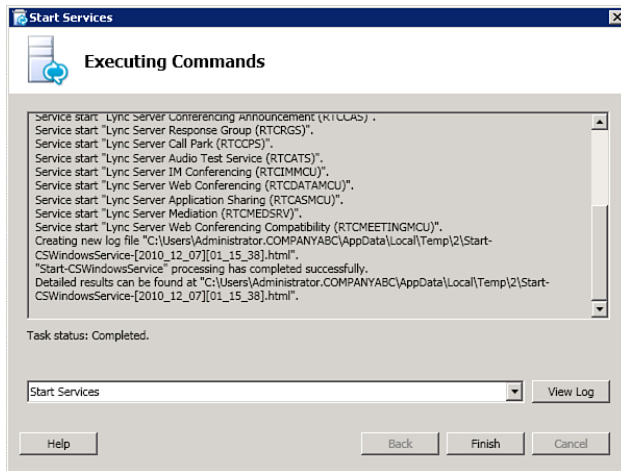 Start Services
Executing Commands
Service start "Lync Server Conferencing Announcement (RTCCAS)".
Service start "Lync Server Response Group (RTCRGS)".
Service start "Lync Server Call Park (RTCCPS)".
Service start "Lync Server Audio Test Service (RTCATS)".
Service start "Lync Server IM Conferencing (RTCIMMCU)".
Service start "Lync Server Web Conferencing (RTCDATAMCU)".
Service start "Lync Server Application Sharing (RTCASMCU)".
Service start "Lync Server Mediation (RTCMEDSRV)".
Service start "Lync Server Web Conferencing Compatibility (RTCMEETINGMCU)".
Creating new log file "C:\Users\Administrator.COMPANYABC\AppData\Local\Temp\2\Start-
CSWindowsService-[2010_12_07][01_15_38].html".
"Start-CSWindowsService" processing has completed successfully.
Detailed results can be found at "C:\Users\Administrator.COMPANYABC\AppData\Local\Temp\2\Start-
CSWindowsService-[2010_12_07][01_15_38].html".
Task status: Completed.
Start Services
View Log
Help
Back
Finish
Cancel